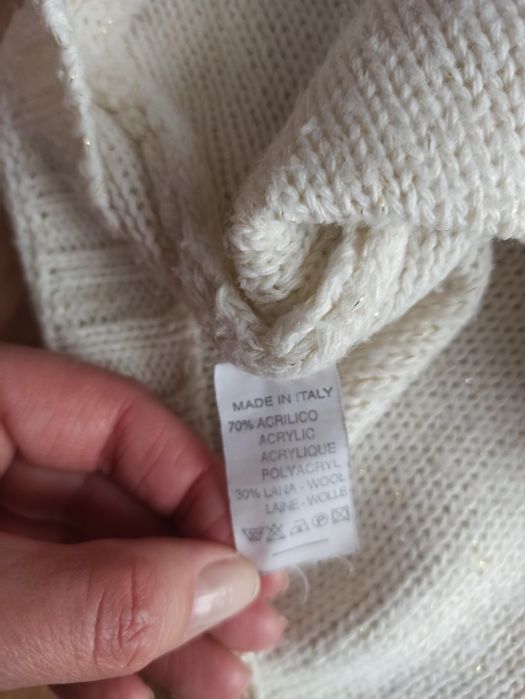 MADE IN ITALY
70% ACRILICO
ACRYLIC
ACRYLIQUE
POLYACRYL
30% LANA - WOOL
LAINE - WOLLE